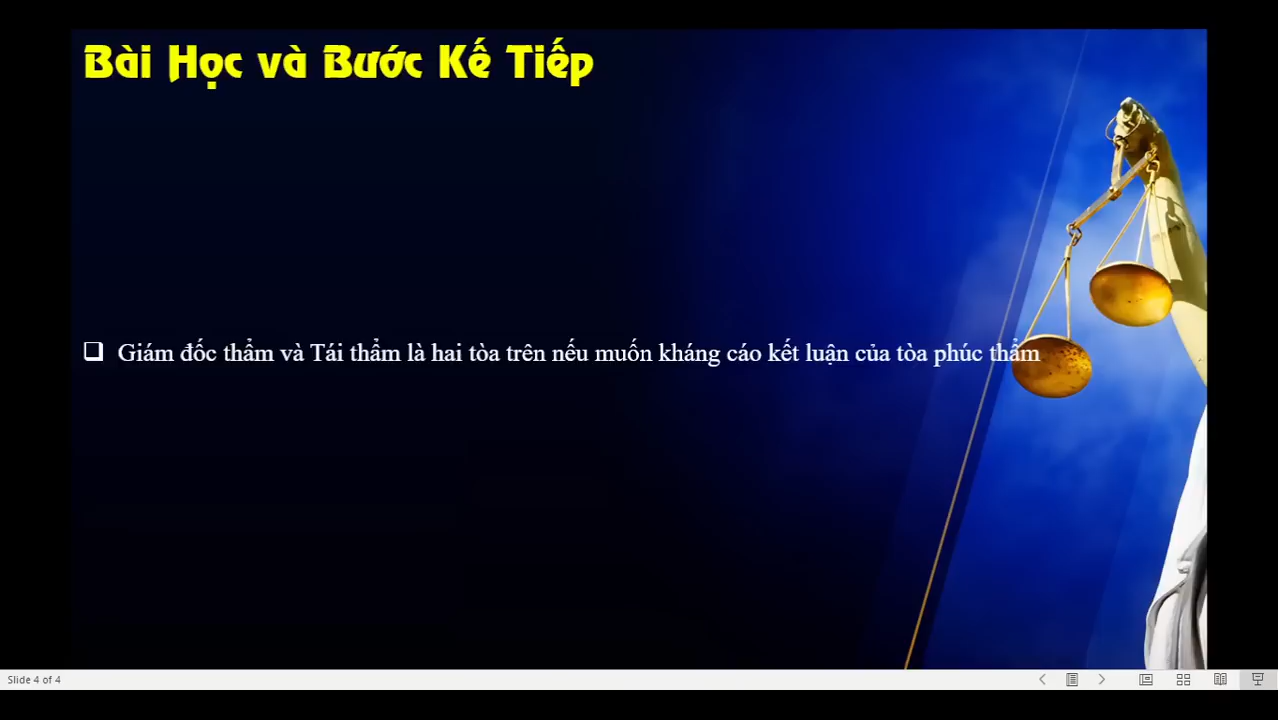 Bài Học và Bước Kế Tiếp
Giám đốc thẩm và Tái thẩm là hai tòa trên nếu muốn kháng cáo kết luận của tòa phúc thẩm
Slide 4 of 4